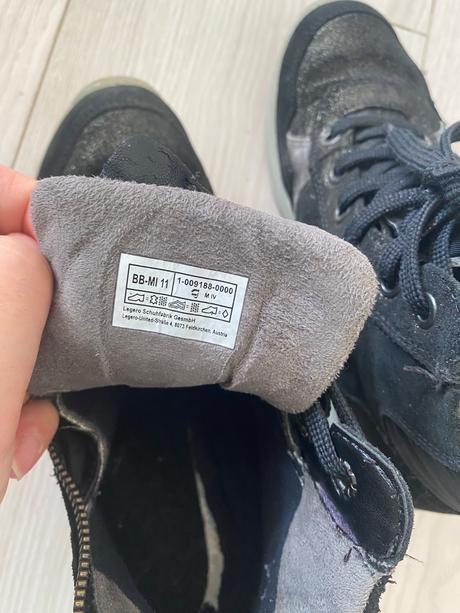 BB-MI 11
1-009188-0000
M IV
Legero Schuhfabrik GesmbH
Legero-United-Straße 4, 8073 Feldkirchen, Austria